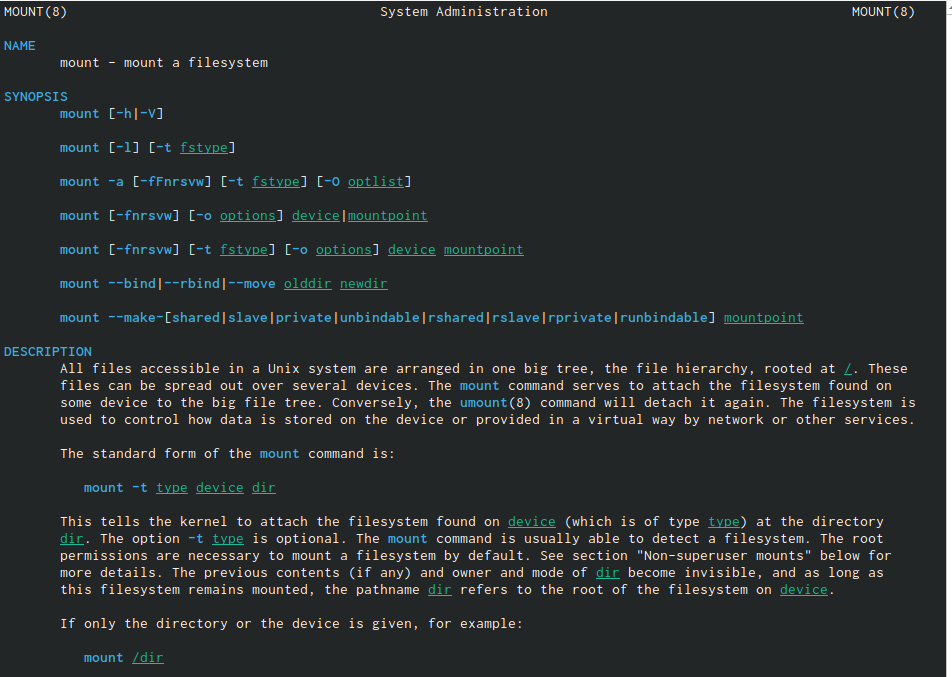 MOUNT(8) System Administration MOUNT(8)
NAME
mount - mount a filesystem
SYNOPSIS
mount [-h|-V]
mount [-l] [-t fstype]
mount -a [-fFnrsvw] [-t fstype] [-O optlist]
mount [-fnrsvw] [-o options] device|mountpoint
mount [-fnrsvw] [-t fstype] [-o options] device mountpoint
mount --bind|--rbind|--move olddir newdir
mount --make-[shared|slave|private|unbindable|rshared|rslave|rprivate|runbindable] mountpoint
DESCRIPTION
All files accessible in a Unix system are arranged in one big tree, the file hierarchy, rooted at /. These
files can be spread out over several devices. The mount command serves to attach the filesystem found on
some device to the big file tree. Conversely, the umount(8) command will detach it again. The filesystem is
used to control how data is stored on the device or provided in a virtual way by network or other services.
The standard form of the mount command is:
mount -t type device dir
This tells the kernel to attach the filesystem found on device (which is of type type) at the directory
dir. The option -t type is optional. The mount command is usually able to detect a filesystem. The root
permissions are necessary to mount a filesystem by default. See section "Non-superuser mounts" below for
more details. The previous contents (if any) and owner and mode of dir become invisible, and as long as
this filesystem remains mounted, the pathname dir refers to the root of the filesystem on device.
If only the directory or the device is given, for example:
mount /dir